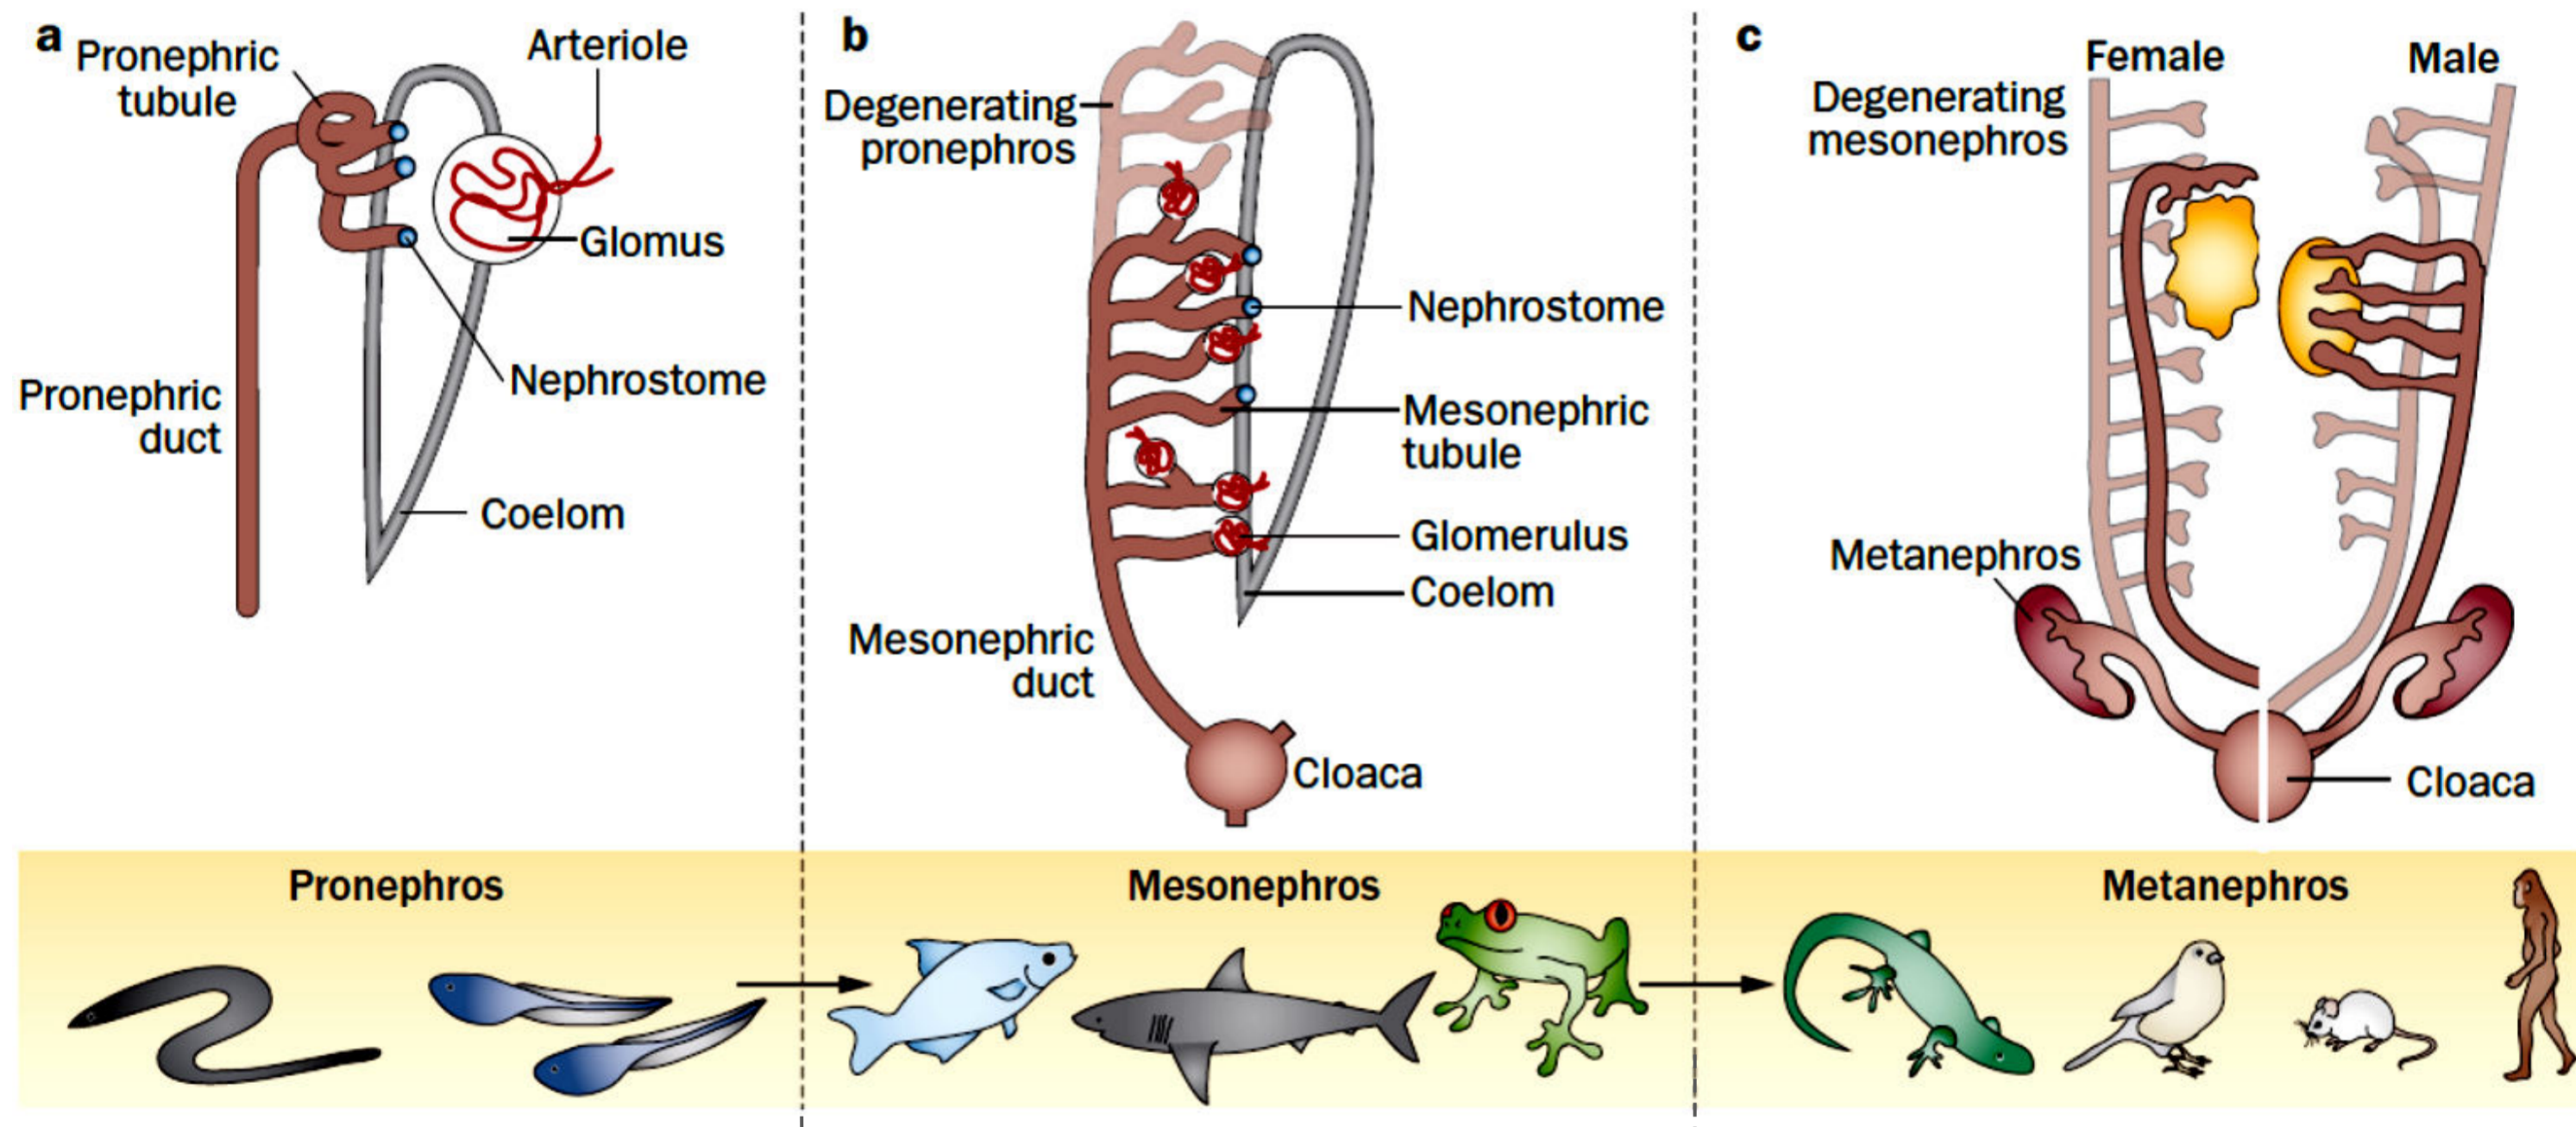 a
Pronephric
tubule
Arteriole
Glomus
Nephrostome
Pronephric
duct
Coelom
b
Degenerating
pronephros
Nephrostome
Mesonephric
tubule
Glomerulus
Coelom
Mesonephric
duct
Cloaca
c
Female
Male
Degenerating
mesonephros
Metanephros
Cloaca
Pronephros
Mesonephros
Metanephros